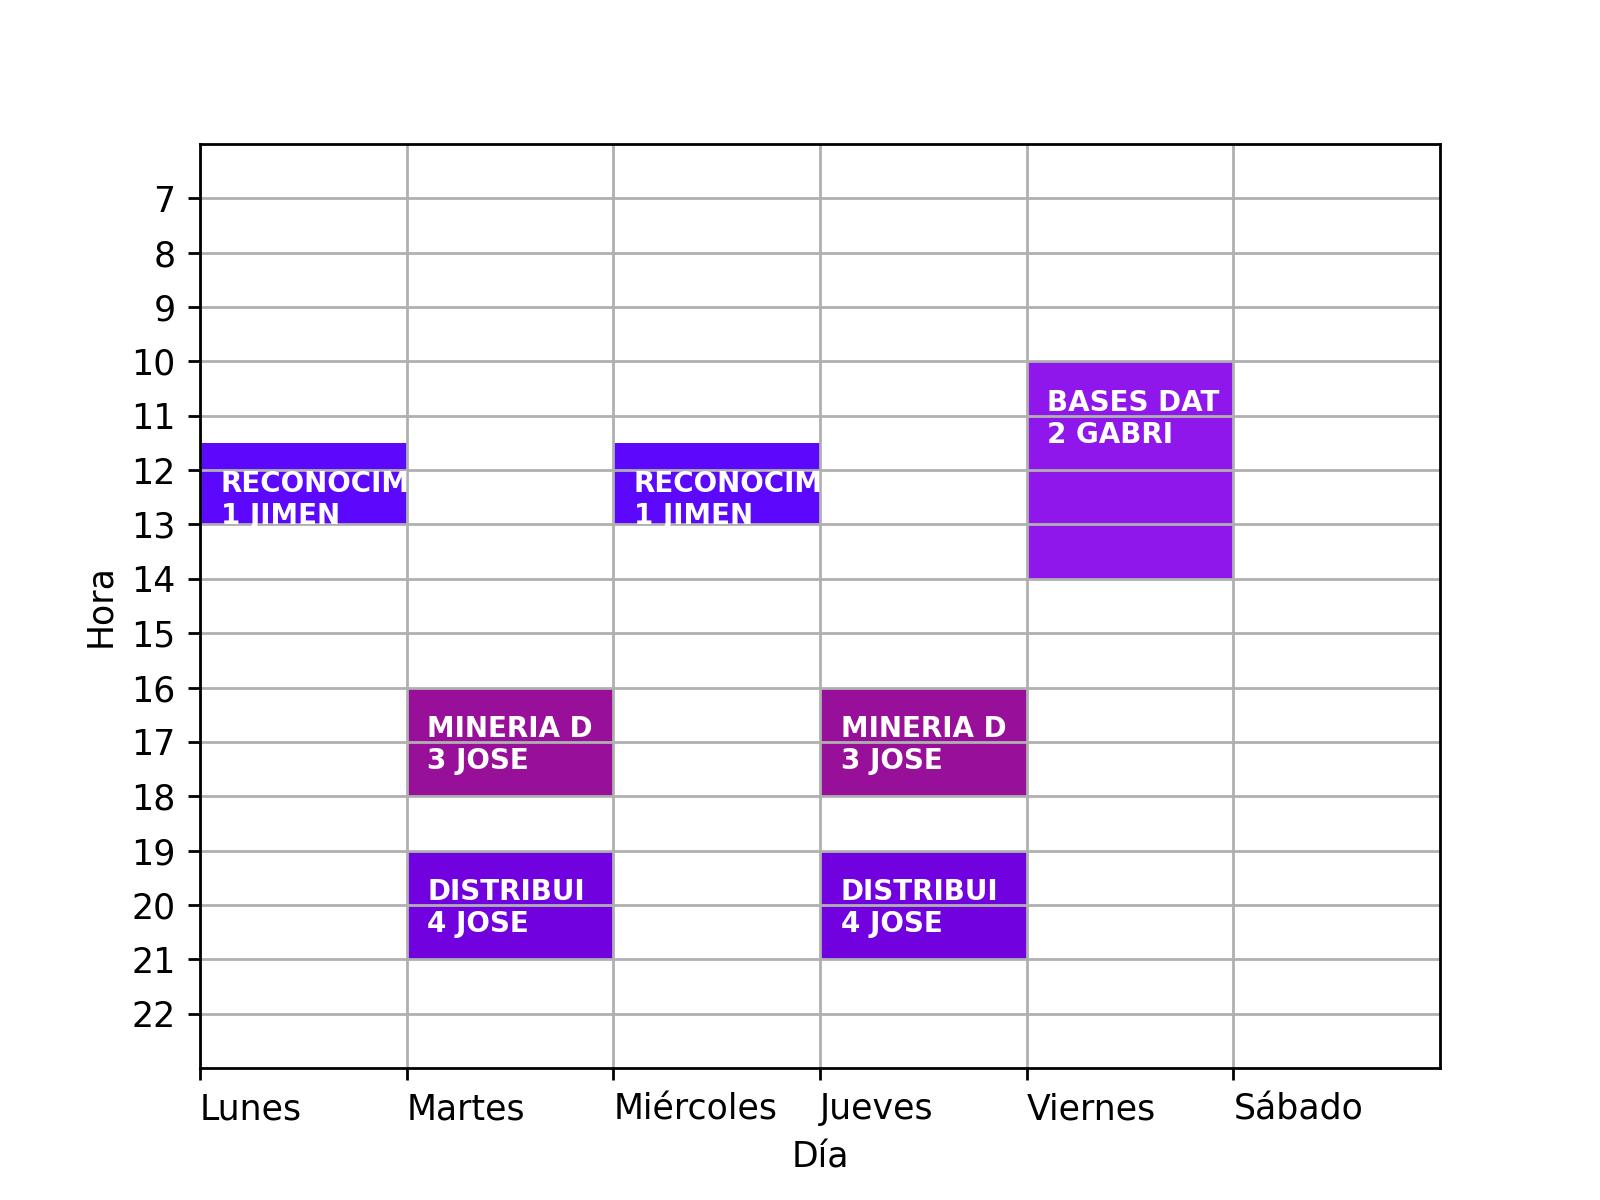 7
8
9
10
11
12
13
14
15
16
17
18
19
20
21
22
Hora
RECONOCIM
1 JIMEN
RECONOCIM
1 JIMEN
BASES DAT
2 GABRI
MINERIA D
3 JOSE
MINERIA D
3 JOSE
DISTRIBUI
4 JOSE
DISTRIBUI
4 JOSE
Lunes Martes Miércoles Jueves Viernes Sábado
Día